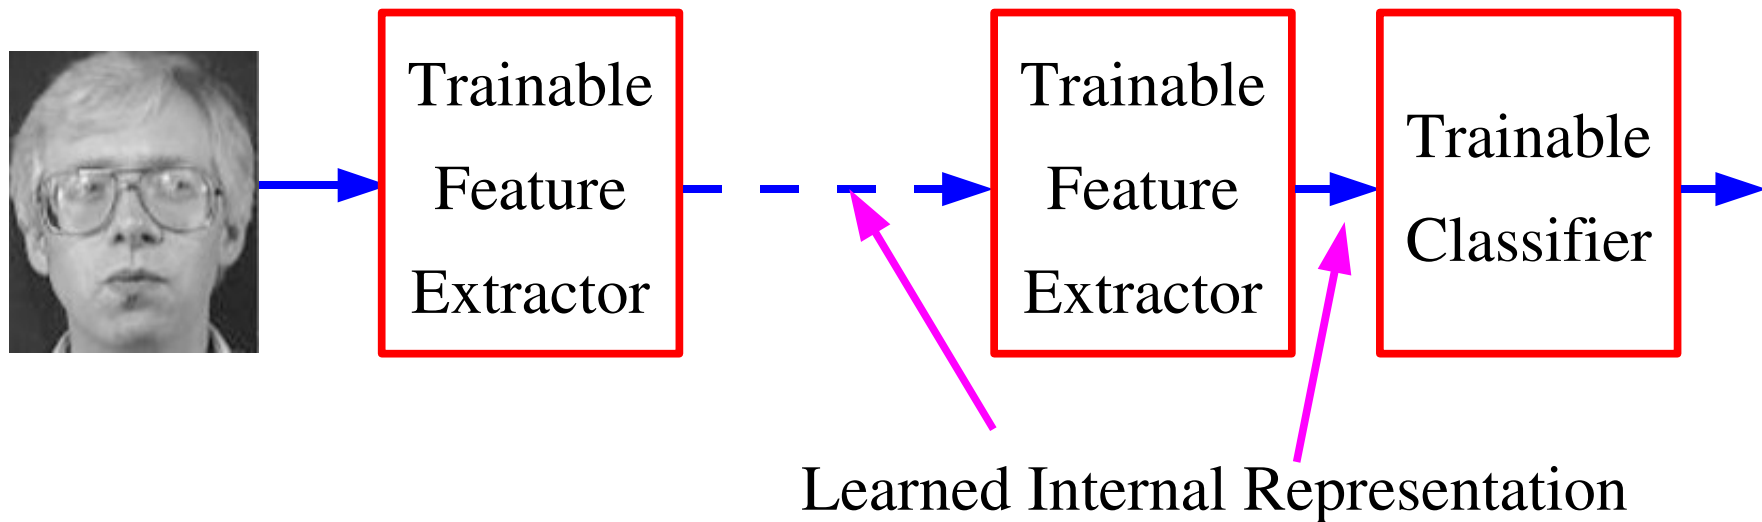 Trainable
Feature
Extractor
Trainable
Feature
Extractor
Trainable
Classifier
Learned Internal Representation